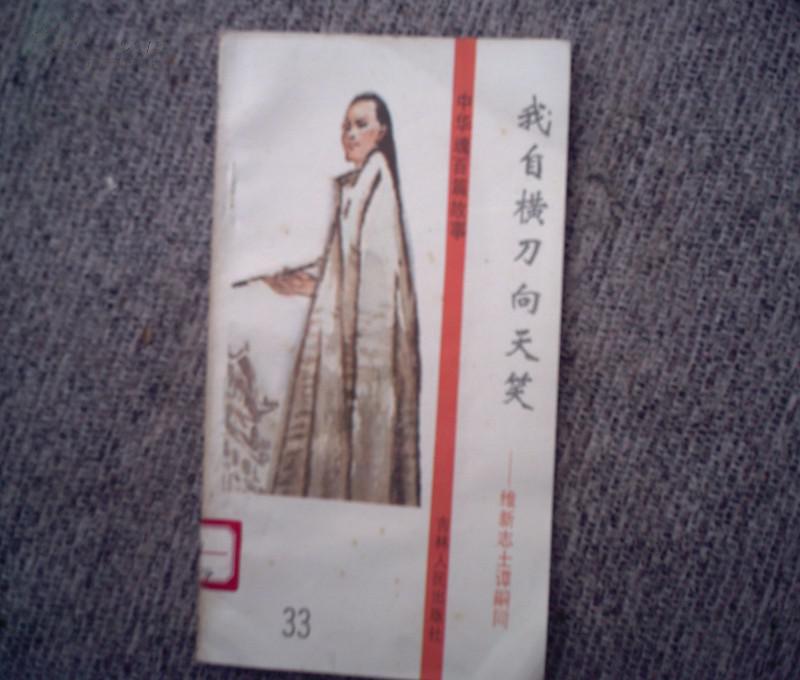 我自横刀向天笑
——维新志士谭嗣同
中华魂百篇故事
吉林人民出版社
33